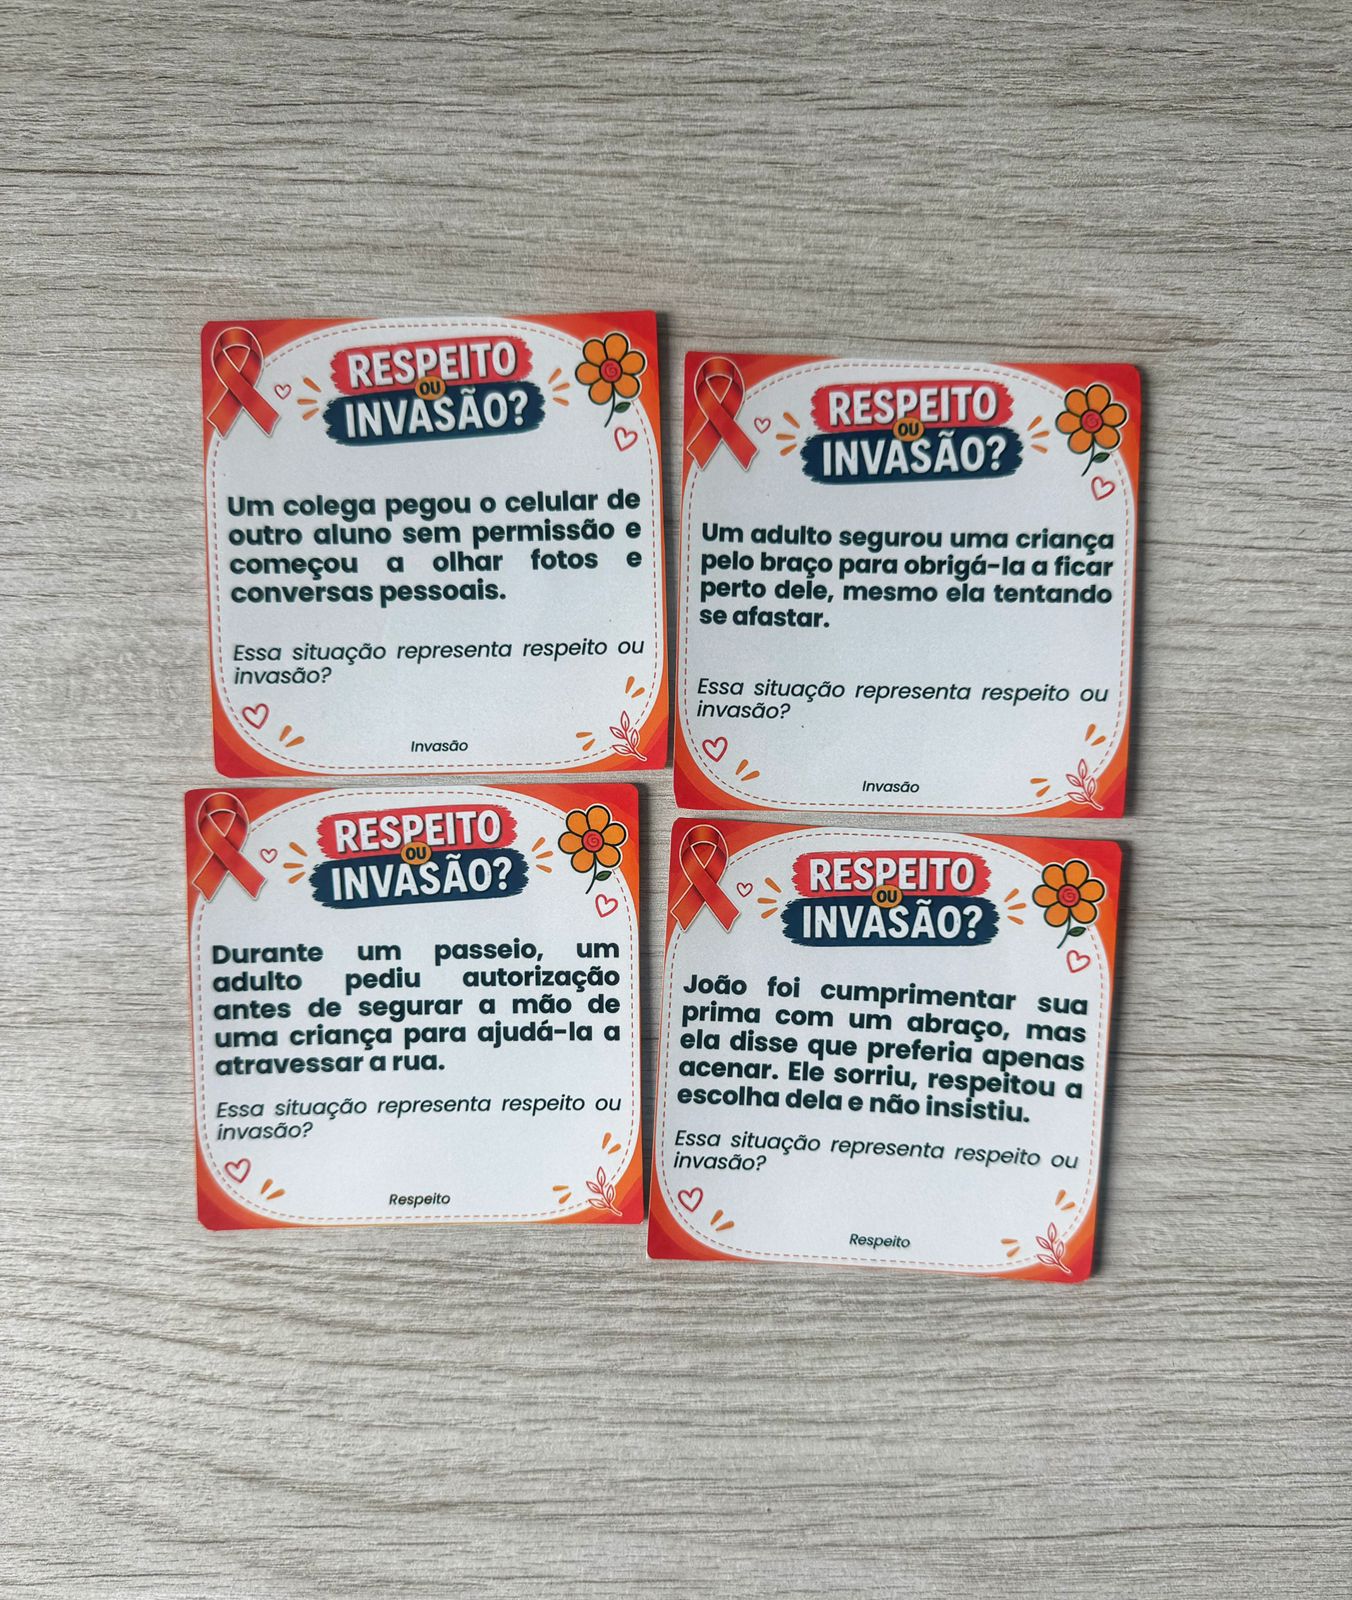 RESPEITO
OU
INVASÃO?
Um colega pegou o celular de
outro aluno sem permissão e
começou a olhar fotos e
conversas pessoais.
Essa situação representa respeito ou
invasão?
Invasão
RESPEITO
OU
INVASÃO?
Um adulto segurou uma criança
pelo braço para obrigá-la a ficar
perto dele, mesmo ela tentando
se afastar.
Essa situação representa respeito ou
invasão?
Invasão
RESPEITO
OU
INVASÃO?
Durante um passeio, um
adulto pediu autorização
antes de segurar a mão de
uma criança para ajudá-la a
atravessar a rua.
Essa situação representa respeito ou
invasão?
Respeito
RESPEITO
OU
INVASÃO?
João foi cumprimentar sua
prima com um abraço, mas
ela disse que preferia apenas
acenar. Ele sorriu, respeitou a
escolha dela e não insistiu.
Essa situação representa respeito ou
invasão?
Respeito